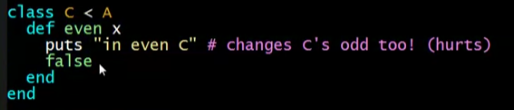 class C < A
def even x
puts "in even C" # changes C's odd too! (hurts)
false
end
end